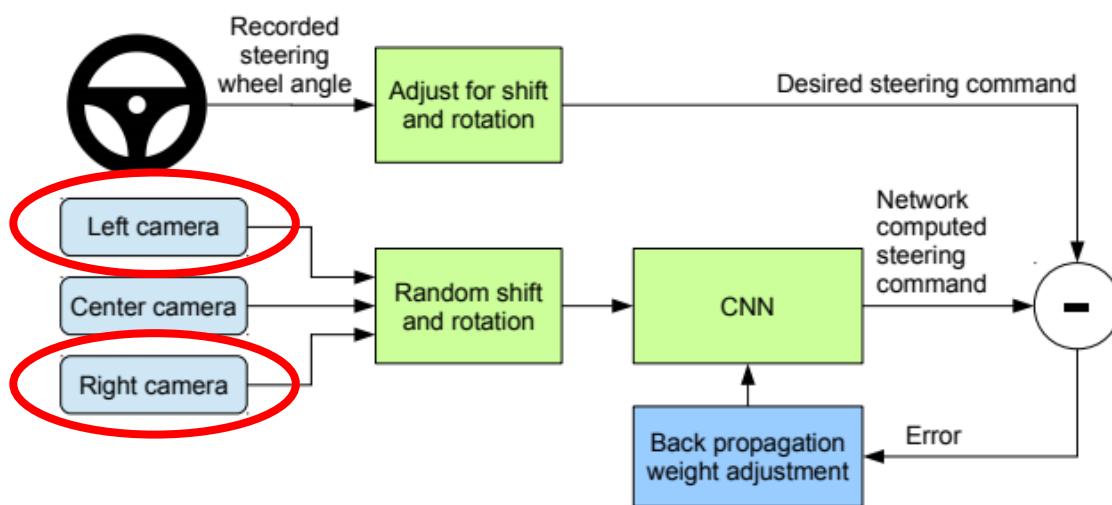 Recorded
steering
wheel angle
Adjust for shift
and rotation
Desired steering command
Left camera
Center camera
Right camera
Random shift
and rotation
CNN
Network
computed
steering
command
-
Back propagation
weight adjustment
Error